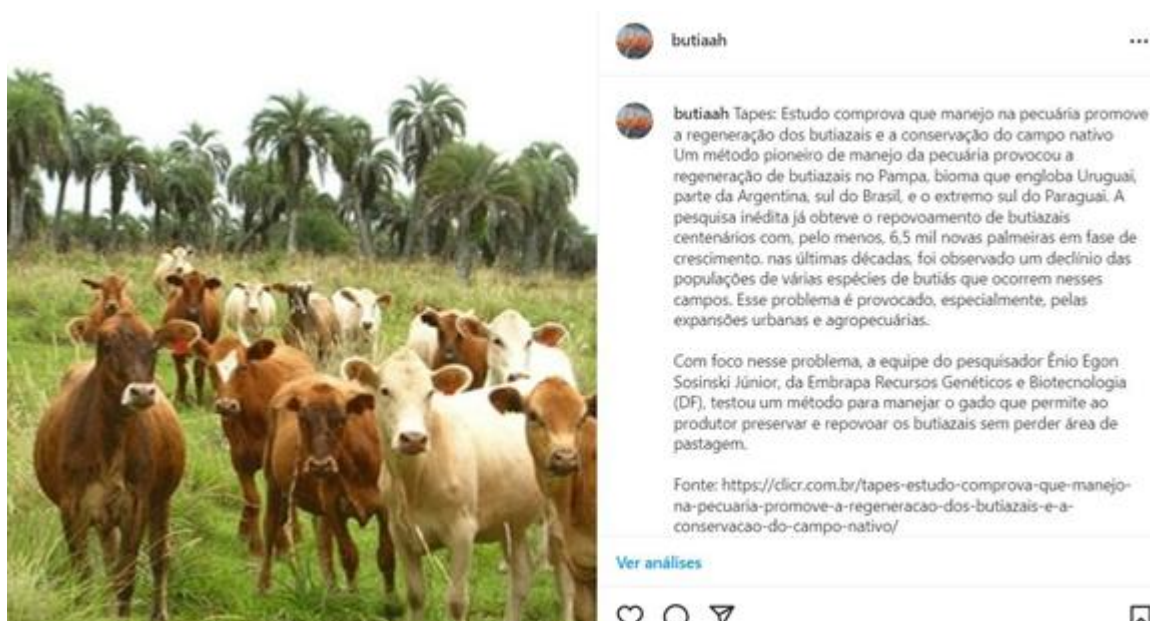 butiaah
butiaah Tapes: Estudo comprova que manejo na pecuária promove
a regeneração dos butiazais e a conservação do campo nativo
Um método pioneiro de manejo da pecuária provocou a
regeneração de butiazais no Pampa, bioma que engloba Uruguai,
parte da Argentina, sul do Brasil, e o extremo sul do Paraguai. A
pesquisa inédita já obteve o repovoamento de butiazais
centenários com, pelo menos, 6,5 mil novas palmeiras em fase de
crescimento. nas últimas décadas, foi observado um declínio das
populações de várias espécies de butiás que ocorrem nesses
campos. Esse problema é provocado, especialmente, pelas
expansões urbanas e agropecuárias.
Com foco nesse problema, a equipe do pesquisador Ênio Egon
Sosinski Júnior, da Embrapa Recursos Genéticos e Biotecnologia
(DF), testou um método para manejar o gado que permite ao
produtor preservar e repovoar os butiazais sem perder área de
pastagem.
Fonte: https://clicr.com.br/tapes-estudo-comprova-que-manejo-
na-pecuaria-promove-a-regeneracao-dos-butiazais-e-a-
conservacao-do-campo-nativo/
Ver análises